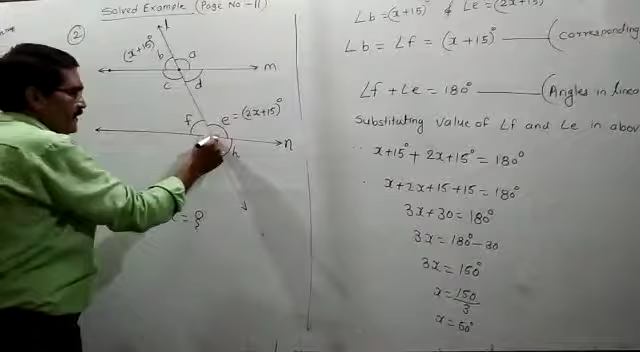 Solved Example (Page No-11)
②
l
(x+15)°
b a
m
c d
f e = (2x+15)°
n
h
= ?
∠b = (x+15)° & ∠e = (2x+15)
∠b = ∠f = (x+15)° —— (Corresponding
∠f + ∠e = 180° —— (Angles in linea
Substituting value of ∠f and ∠e in above
∴ x+15° + 2x+15° = 180°
∴ x+2x+15+15 = 180°
3x+30 = 180°
3x = 180° - 30
3x = 150°
x = 150/3
x = 50°